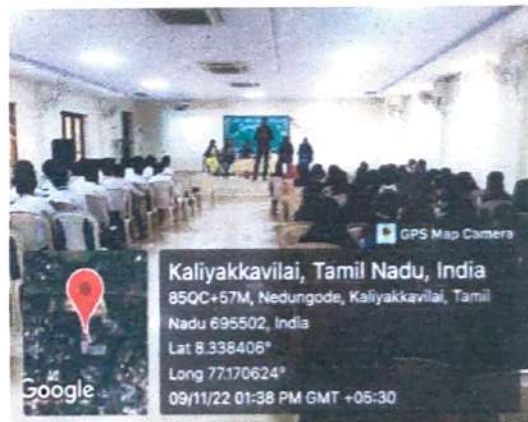 GPS Map Camera
Kaliyakkavilai, Tamil Nadu, India
85QC+57M, Nedungode, Kaliyakkavilai, Tamil
Nadu 695502, India
Lat 8.338406°
Long 77.170624°
09/11/22 01:38 PM GMT +05:30
Google